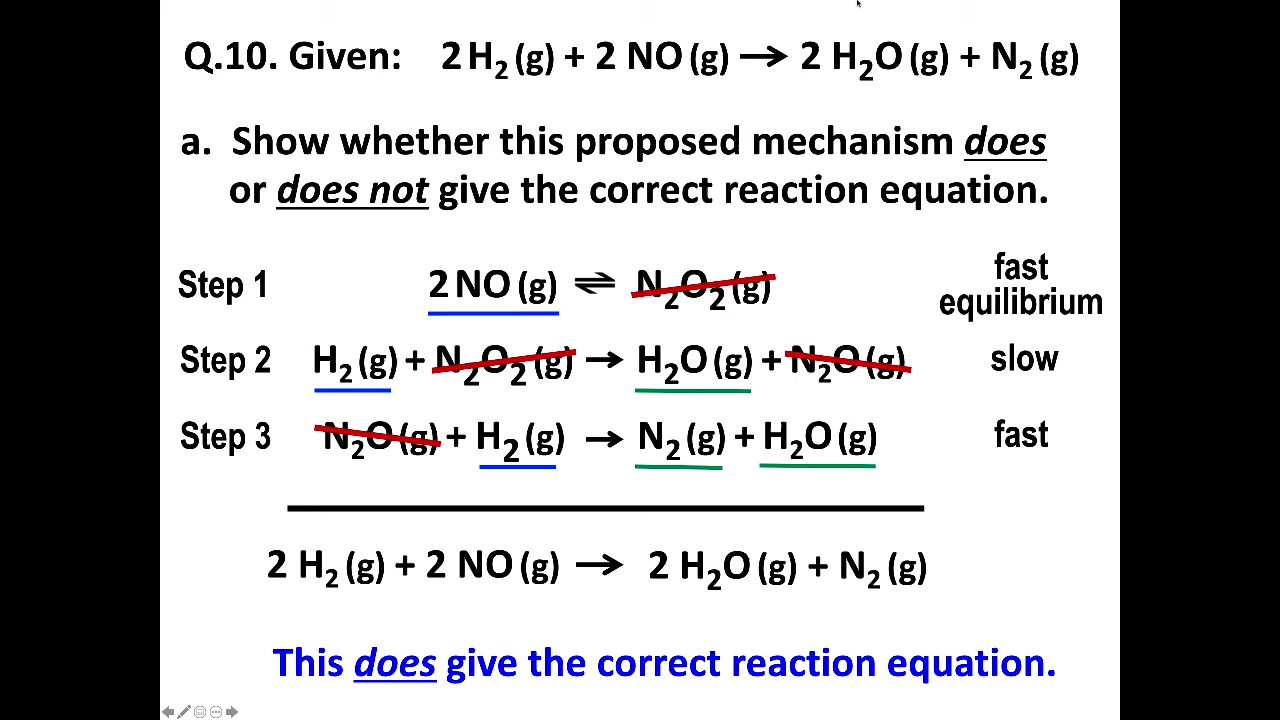 Q.10. Given: 2 H₂ (g) + 2 NO (g) → 2 H₂O (g) + N₂ (g)
a. Show whether this proposed mechanism does
or does not give the correct reaction equation.
Step 1 2 NO (g) ⇌ N₂O₂ (g) fast equilibrium
Step 2 H₂ (g) + N₂O₂ (g) → H₂O (g) + N₂O (g) slow
Step 3 N₂O (g) + H₂ (g) → N₂ (g) + H₂O (g) fast
2 H₂ (g) + 2 NO (g) → 2 H₂O (g) + N₂ (g)
This does give the correct reaction equation.